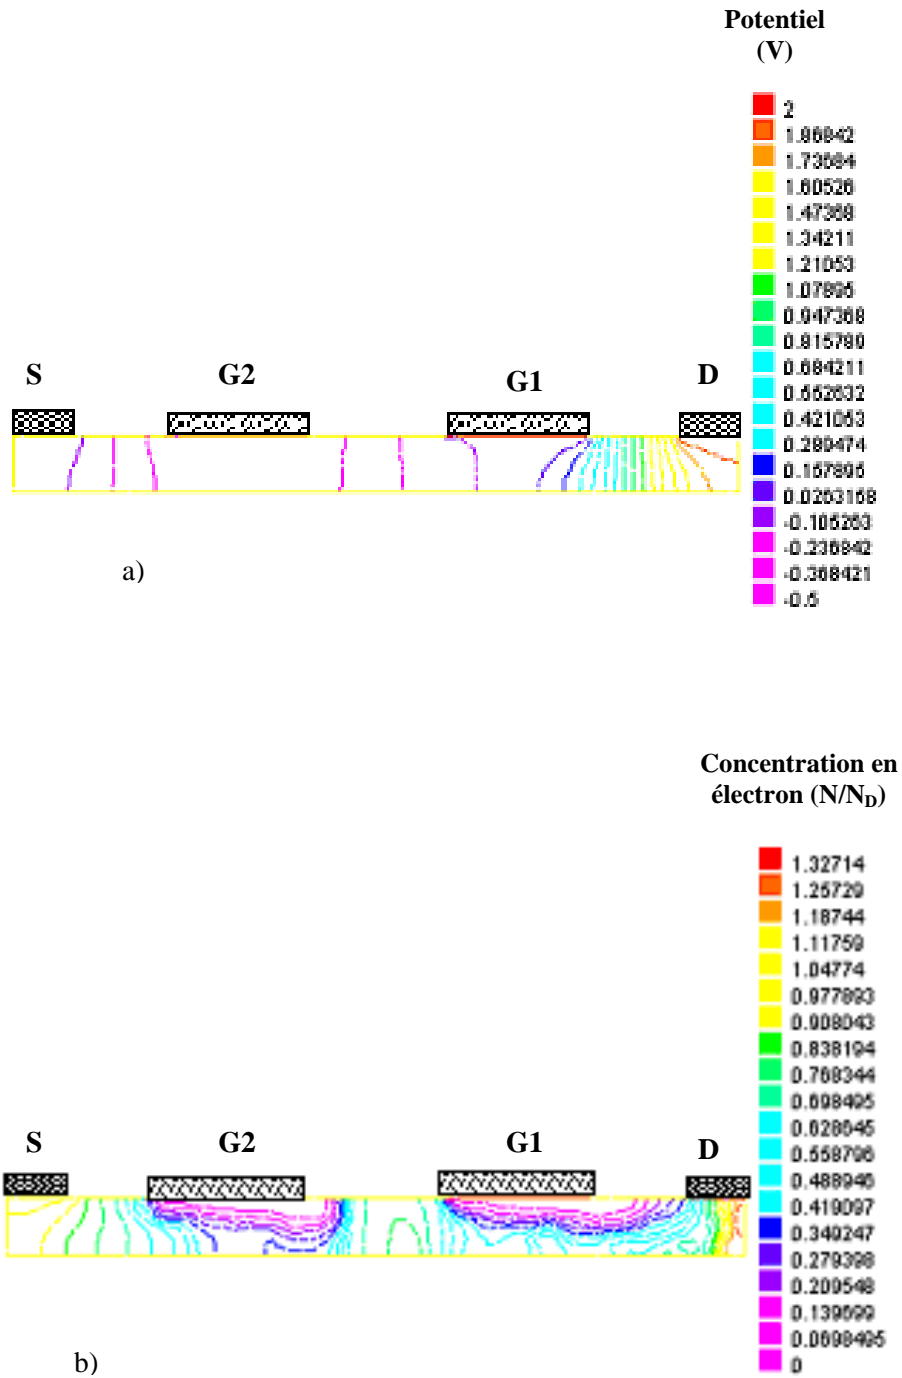 Potentiel
(V)
2
1.86842
1.73684
1.60526
1.47368
1.34211
1.21053
1.07895
0.947368
0.815789
0.684211
0.552632
0.421053
0.289474
0.157895
0.0263158
-0.105263
-0.236842
-0.368421
-0.5
S
G2
G1
D
a)
Concentration en
électron (N/ND)
1.32714
1.25729
1.18744
1.11759
1.04774
0.977893
0.908043
0.838194
0.768344
0.698495
0.628645
0.558796
0.488946
0.419097
0.349247
0.279398
0.209548
0.139699
0.0698495
0
S
G2
G1
D
b)